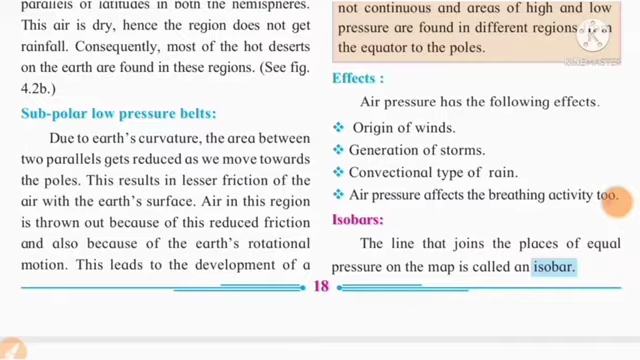 parallels of latitudes in both the hemispheres.
This air is dry, hence the region does not get
rainfall. Consequently, most of the hot deserts
on the earth are found in these regions. (See fig.
4.2b.)
Sub-polar low pressure belts:
Due to earth's curvature, the area between
two parallels gets reduced as we move towards
the poles. This results in lesser friction of the
air with the earth's surface. Air in this region
is thrown out because of this reduced friction
and also because of the earth's rotational
motion. This leads to the development of a
not continuous and areas of high and low
pressure are found in different regions
the equator to the poles.
Effects :
Air pressure has the following effects.
❖ Origin of winds.
❖ Generation of storms.
❖ Convectional type of rain.
❖ Air pressure affects the breathing activity too.
Isobars:
The line that joins the places of equal
pressure on the map is called an isobar.
18
KINEMASTER